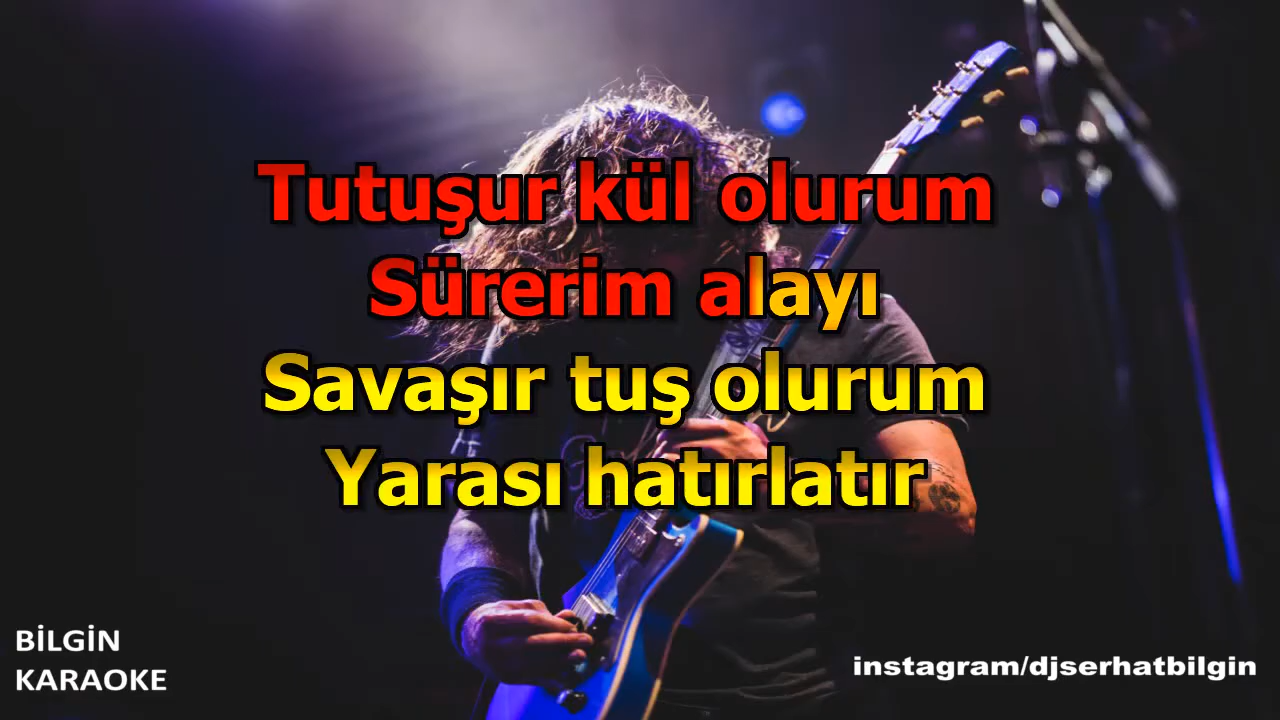 Tutuşur kül olurum
Sürerim alayı
Savaşır tuş olurum
Yarası hatırlatır
BİLGİN
KARAOKE
instagram/djserhatbilgin